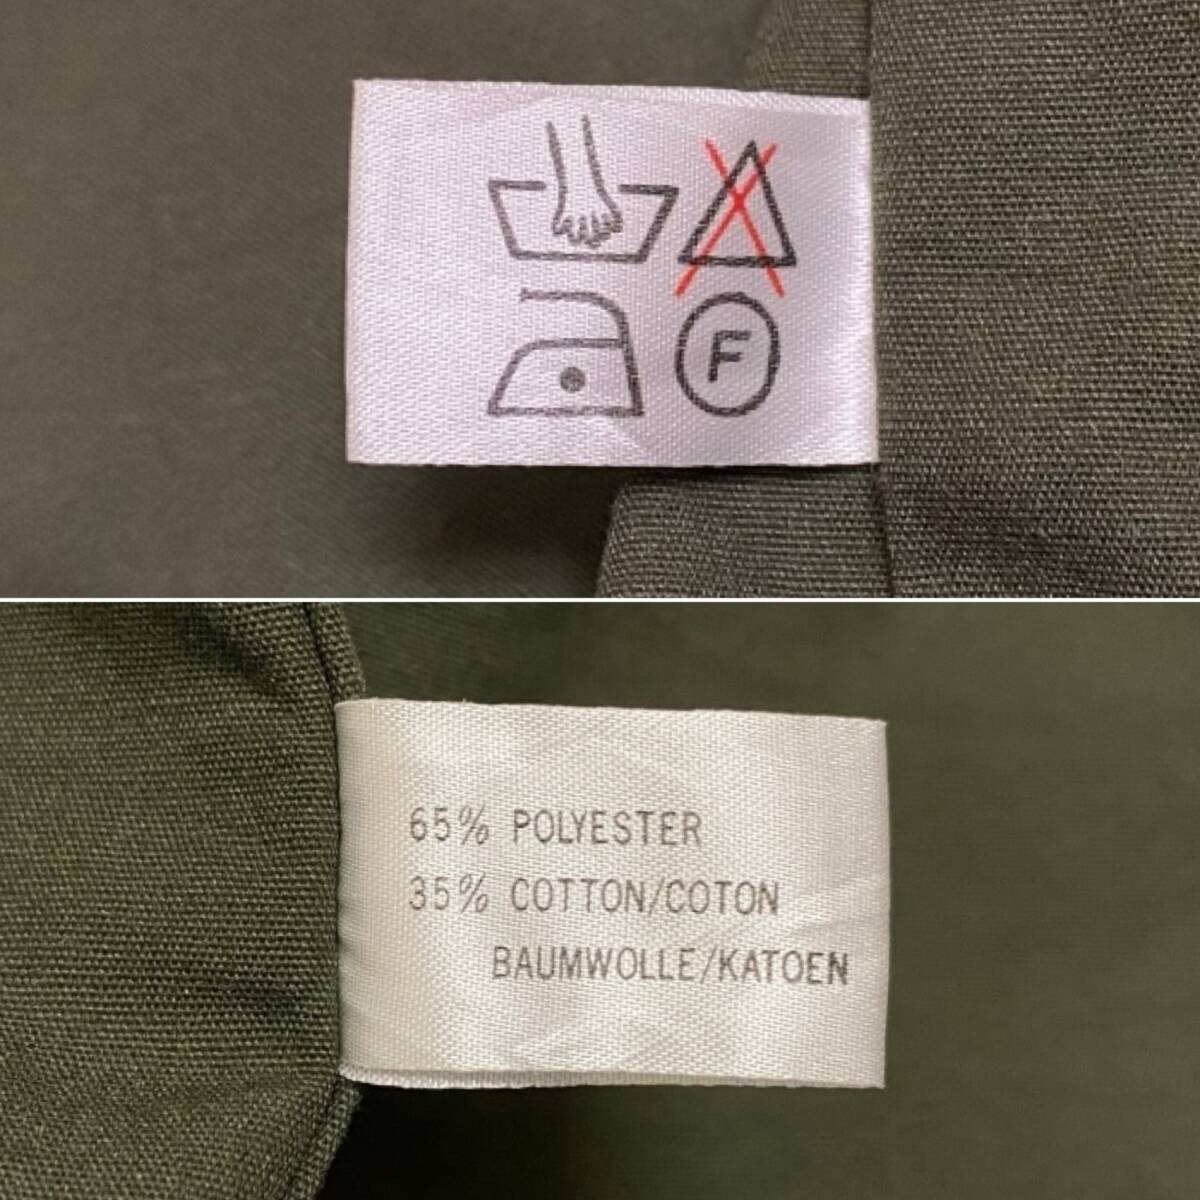 F
65% POLYESTER
35% COTTON/COTON
BAUMWOLLE/KATOEN